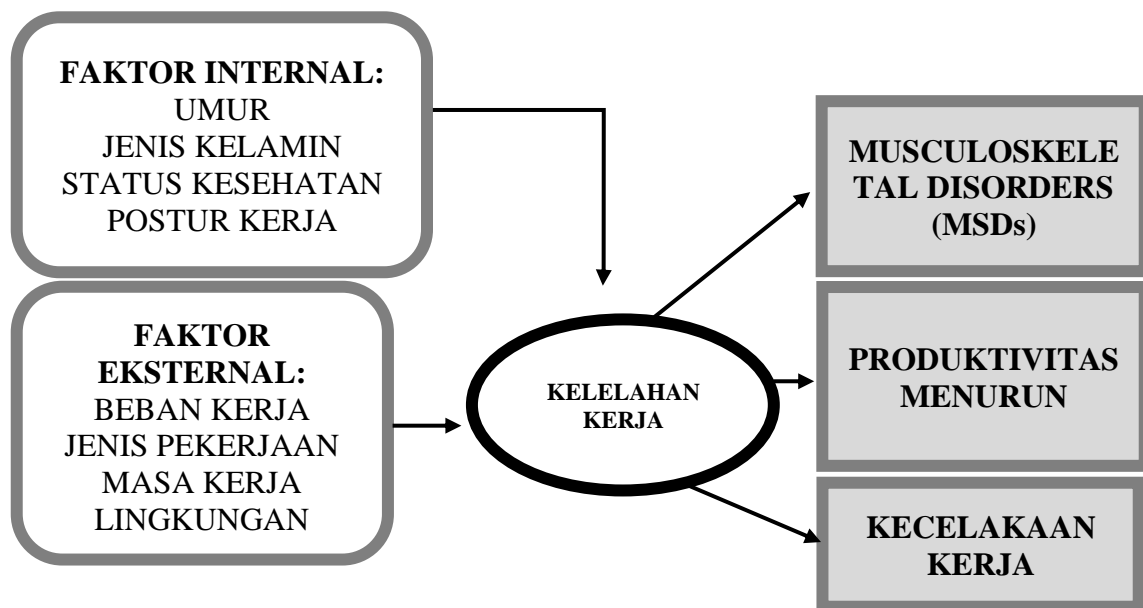 FAKTOR INTERNAL:
UMUR
JENIS KELAMIN
STATUS KESEHATAN
POSTUR KERJA
FAKTOR
EKSTERNAL:
BEBAN KERJA
JENIS PEKERJAAN
MASA KERJA
LINGKUNGAN
KELELAHAN
KERJA
MUSCULOSKELE
TAL DISORDERS
(MSDs)
PRODUKTIVITAS
MENURUN
KECELAKAAN
KERJA